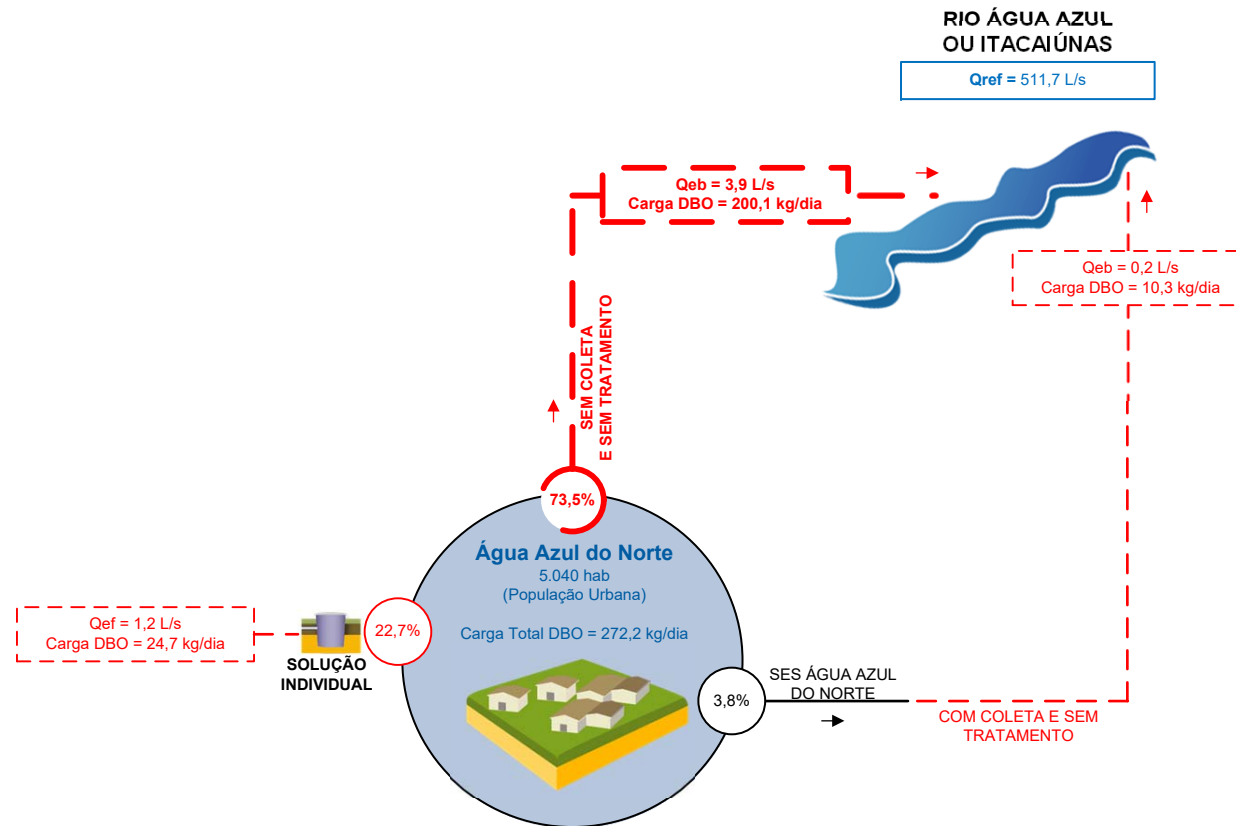 RIO ÁGUA AZUL
OU ITACAIÚNAS
Qref = 511,7 L/s
Qeb = 3,9 L/s
Carga DBO = 200,1 kg/dia
Qeb = 0,2 L/s
Carga DBO = 10,3 kg/dia
SEM COLETA
E SEM TRATAMENTO
73,5%
Água Azul do Norte
5.040 hab
(População Urbana)
Carga Total DBO = 272,2 kg/dia
Qef = 1,2 L/s
Carga DBO = 24,7 kg/dia
SOLUÇÃO
INDIVIDUAL
22,7%
3,8%
SES ÁGUA AZUL
DO NORTE
COM COLETA E SEM
TRATAMENTO